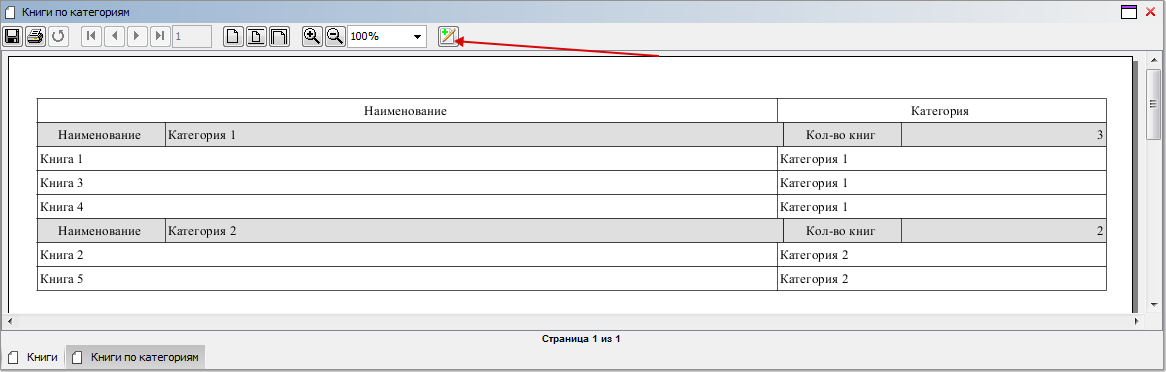 Книги по категориям
1 100%
Наименование Категория
Наименование Категория 1 Кол-во книг 3
Книга 1 Категория 1
Книга 3 Категория 1
Книга 4 Категория 1
Наименование Категория 2 Кол-во книг 2
Книга 2 Категория 2
Книга 5 Категория 2
Страница 1 из 1
Книги Книги по категориям